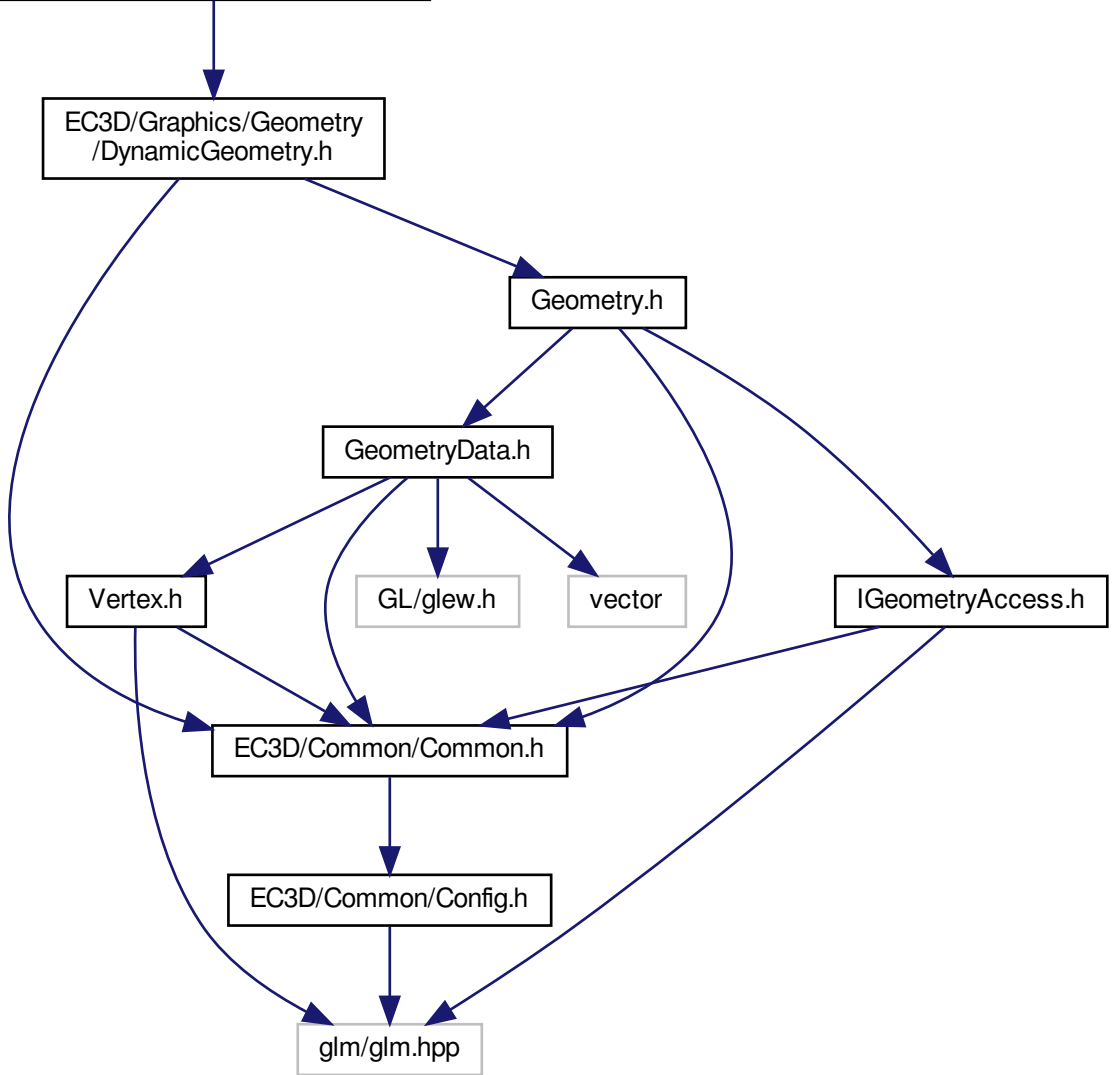 EC3D/Graphics/Geometry
/DynamicGeometry.h
Geometry.h
GeometryData.h
Vertex.h
GL/glew.h
vector
IGeometryAccess.h
EC3D/Common/Common.h
EC3D/Common/Config.h
glm/glm.hpp